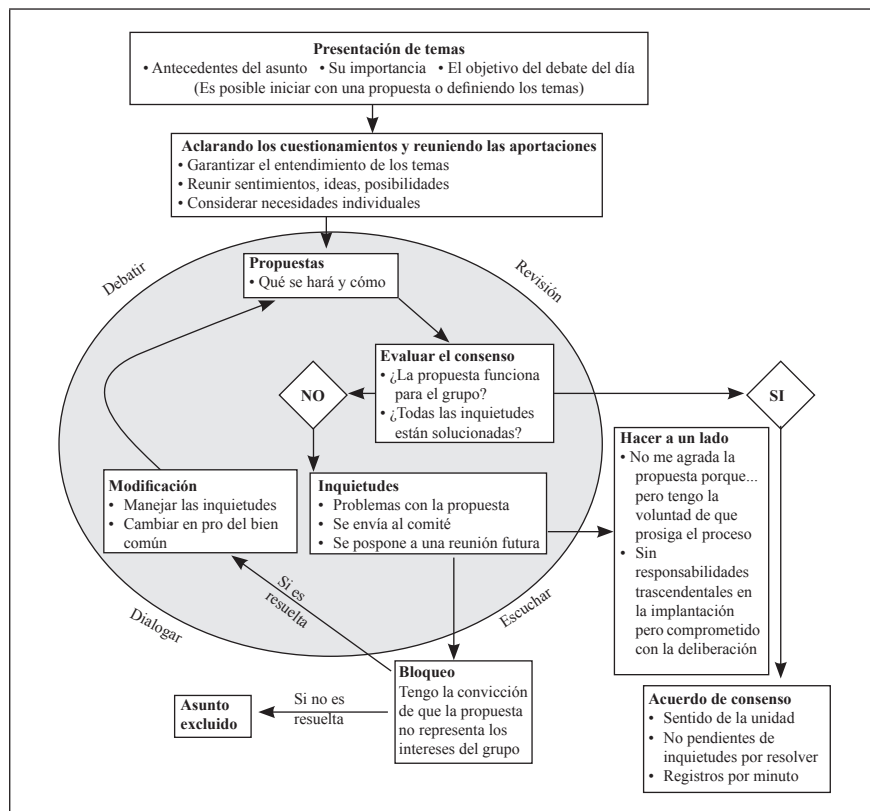 Presentación de temas
• Antecedentes del asunto • Su importancia • El objetivo del debate del día
(Es posible iniciar con una propuesta o definiendo los temas)
Aclarando los cuestionamientos y reuniendo las aportaciones
• Garantizar el entendimiento de los temas
• Reunir sentimientos, ideas, posibilidades
• Considerar necesidades individuales
Debatir
Revisión
Propuestas
• Qué se hará y cómo
Evaluar el consenso
• ¿La propuesta funciona
para el grupo?
• ¿Todas las inquietudes
están solucionadas?
NO
SI
Hacer a un lado
• No me agrada la
propuesta porque...
pero tengo la
voluntad de que
prosiga el proceso
• Sin
responsabilidades
trascendentales en
la implantación
pero comprometido
con la deliberación
Modificación
• Manejar las inquietudes
• Cambiar en pro del bien
común
Inquietudes
• Problemas con la propuesta
• Se envía al comité
• Se pospone a una reunión futura
Si es
resuelta
Dialogar
Escuchar
Bloqueo
Tengo la convicción
de que la propuesta
no representa los
intereses del grupo
Si no es
resuelta
Asunto
excluido
Acuerdo de consenso
• Sentido de la unidad
• No pendientes de
inquietudes por resolver
• Registros por minuto